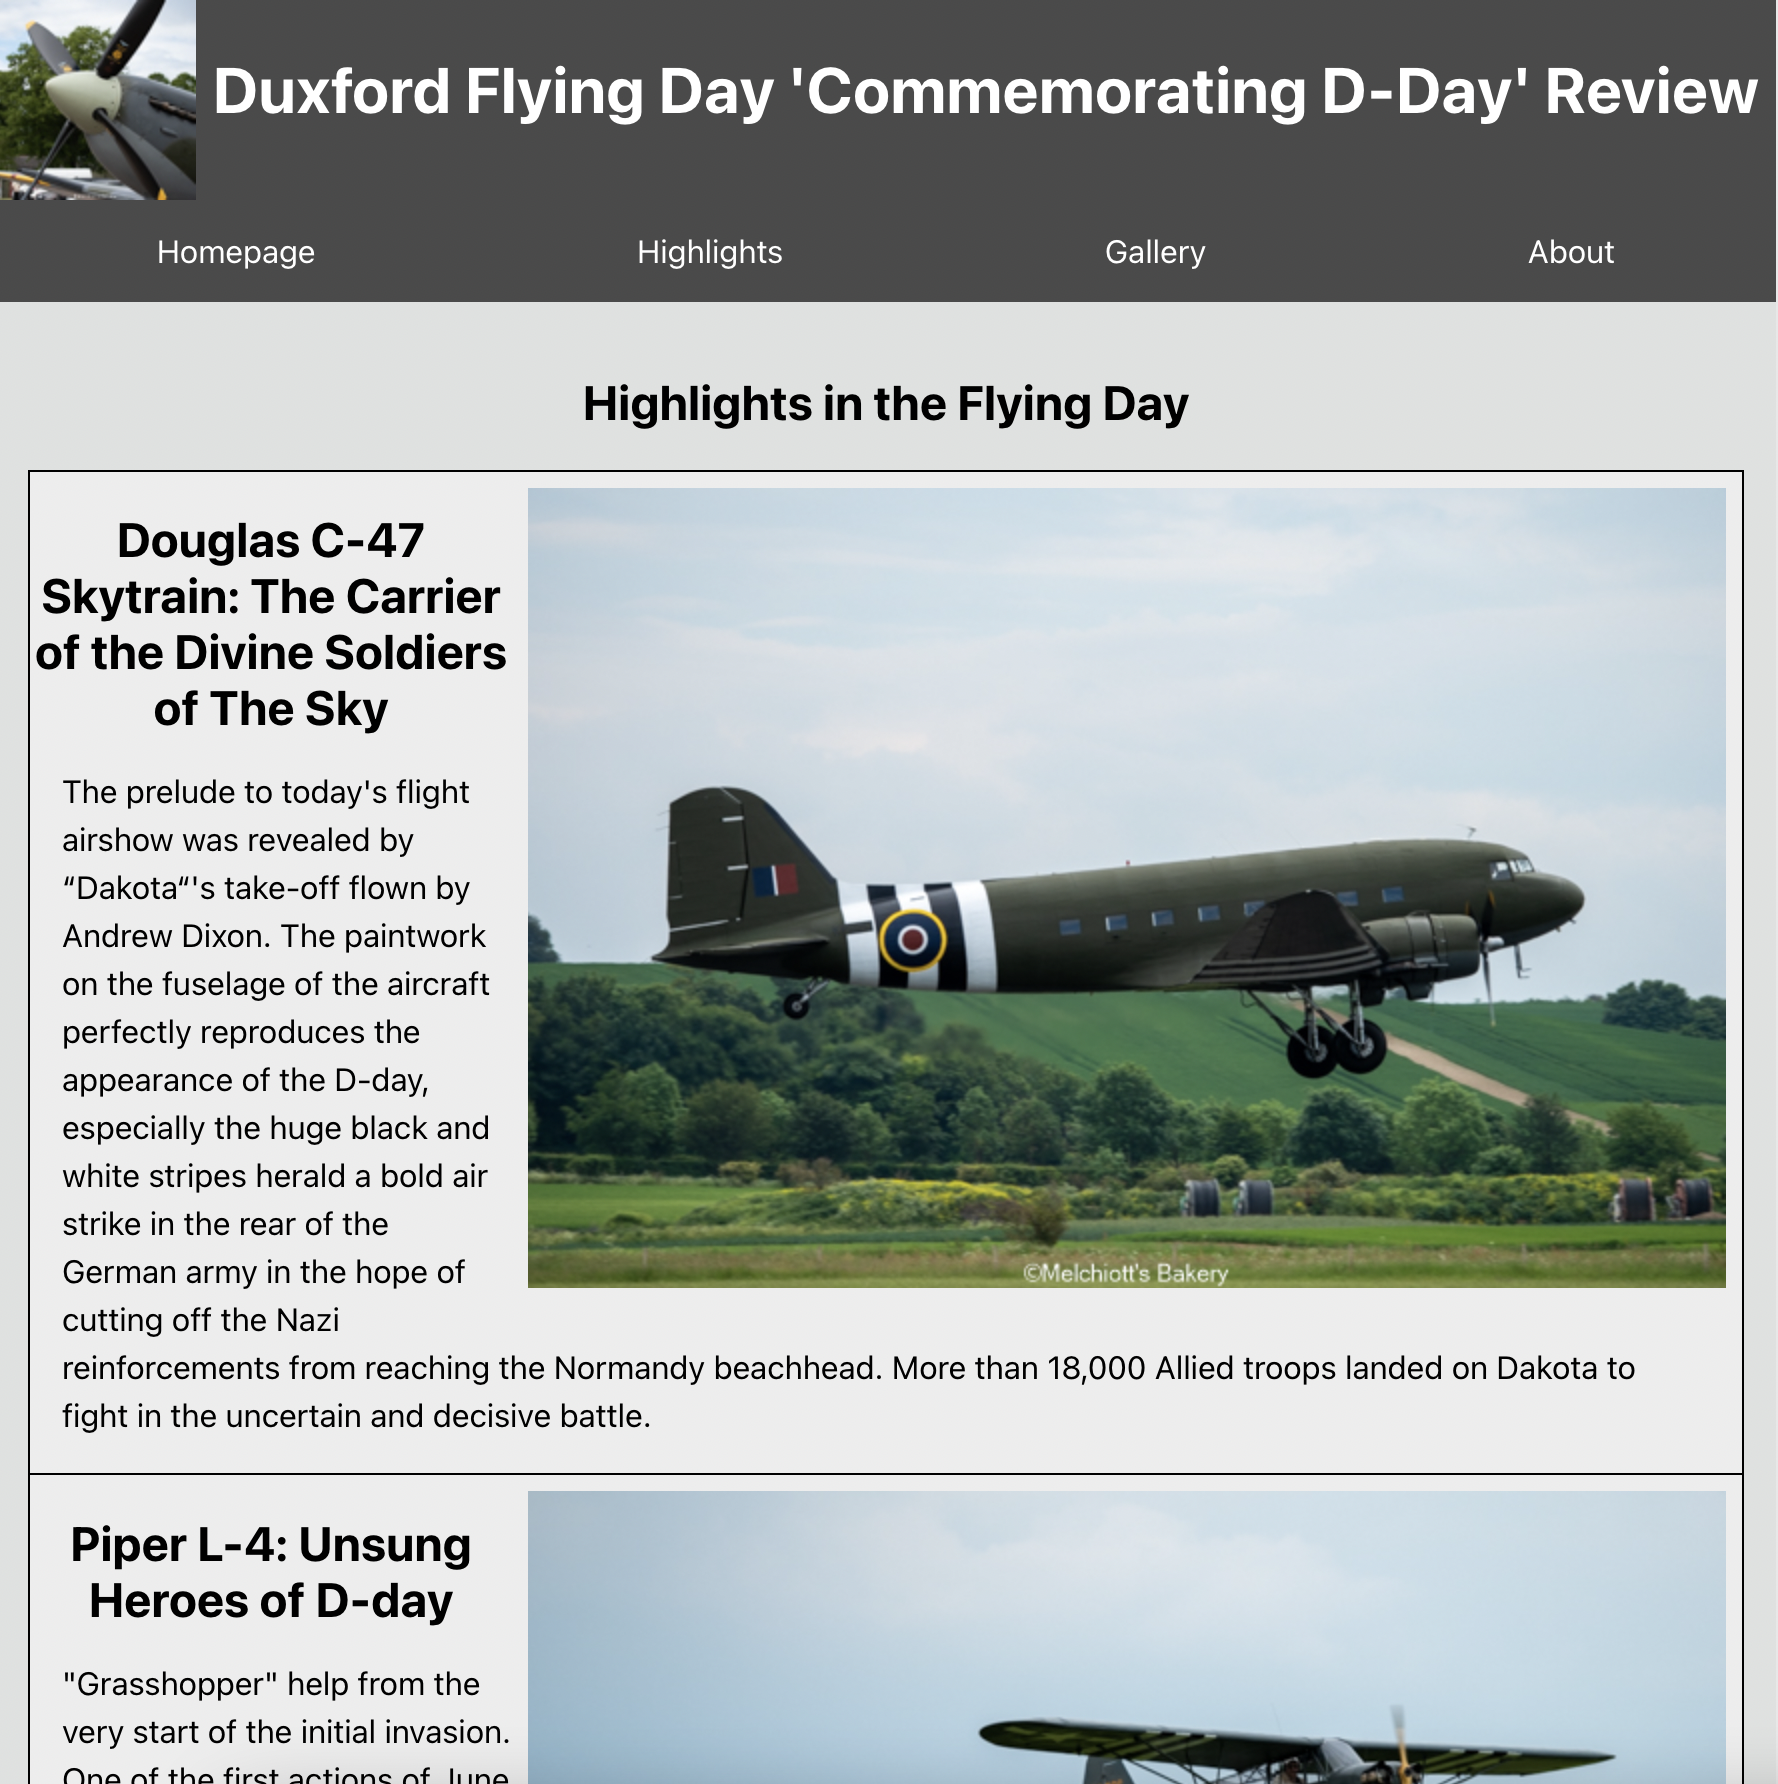 Duxford Flying Day 'Commemorating D-Day' Review
Homepage Highlights Gallery About
Highlights in the Flying Day
Douglas C-47
Skytrain: The Carrier
of the Divine Soldiers
of The Sky
The prelude to today's flight
airshow was revealed by
“Dakota“'s take-off flown by
Andrew Dixon. The paintwork
on the fuselage of the aircraft
perfectly reproduces the
appearance of the D-day,
especially the huge black and
white stripes herald a bold air
strike in the rear of the
German army in the hope of
cutting off the Nazi
reinforcements from reaching the Normandy beachhead. More than 18,000 Allied troops landed on Dakota to
fight in the uncertain and decisive battle.
©Melchiott's Bakery
Piper L-4: Unsung
Heroes of D-day
"Grasshopper" help from the
very start of the initial invasion.
One of the first actions of June